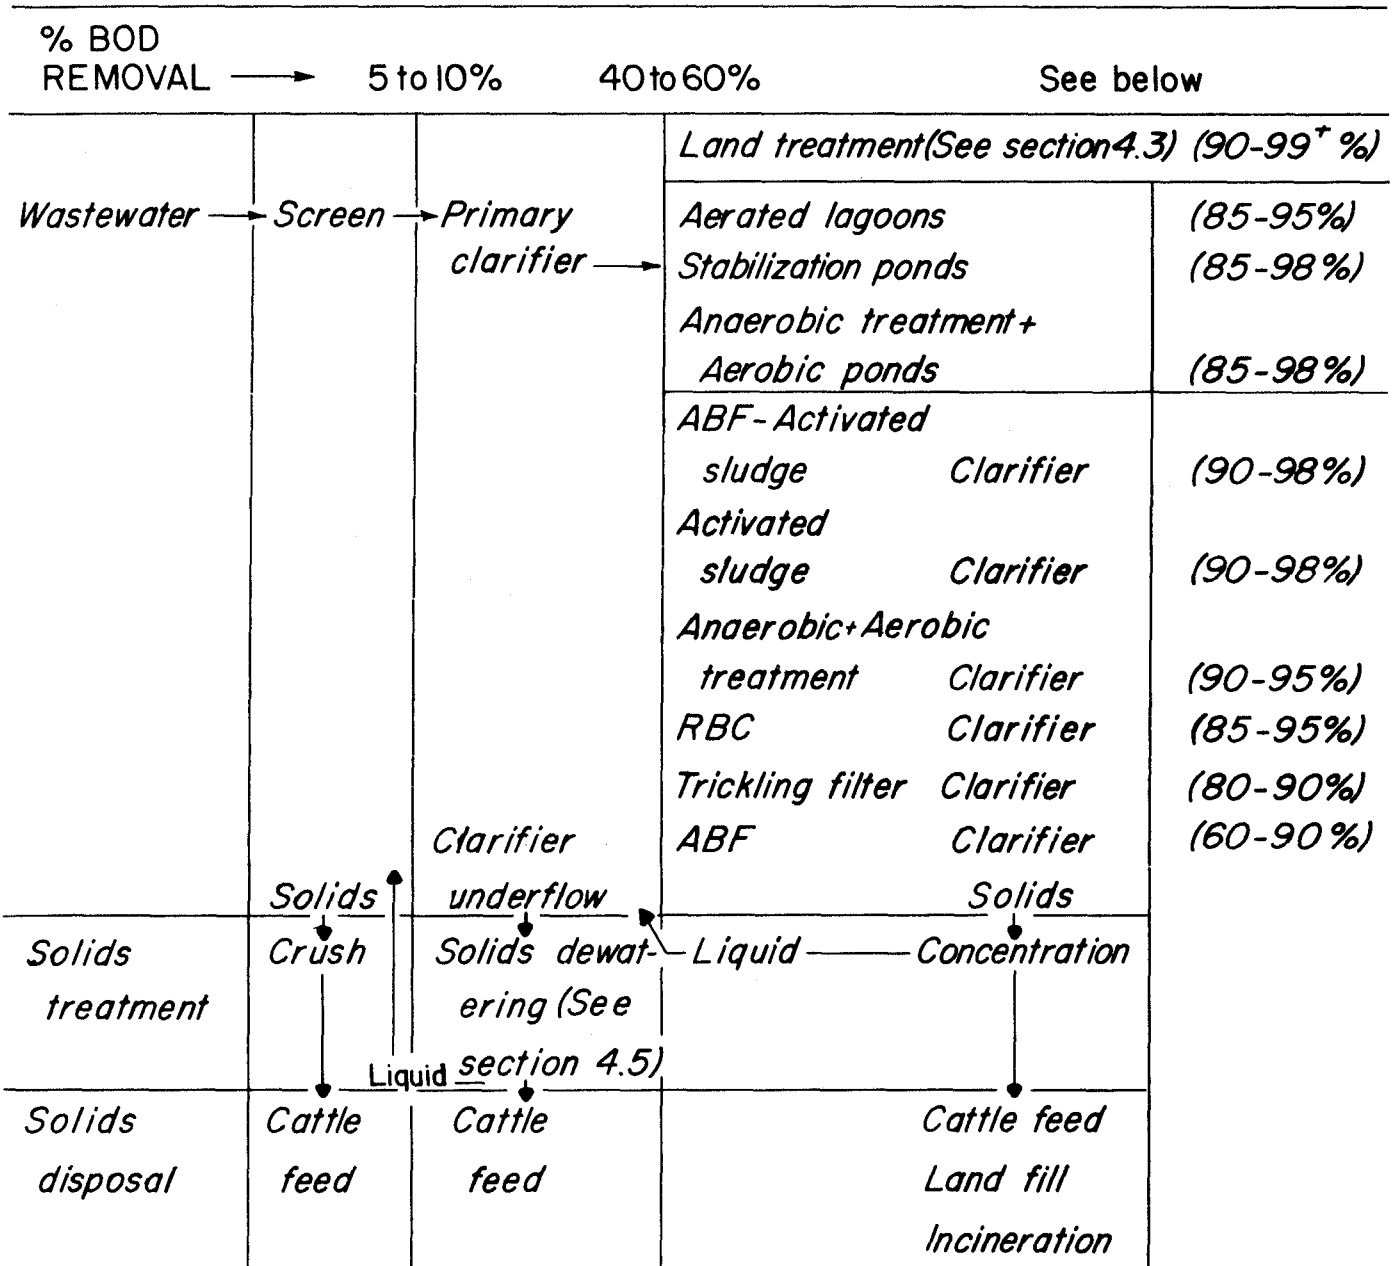 % BOD
REMOVAL 5 to 10% 40 to 60% See below
Land treatment (See section 4.3) (90-99+ %)
Wastewater Screen Primary Aerated lagoons (85-95%)
clarifier Stabilization ponds (85-98%)
Anaerobic treatment +
Aerobic ponds (85-98%)
ABF-Activated
sludge Clarifier (90-98%)
Activated
sludge Clarifier (90-98%)
Anaerobic+Aerobic
treatment Clarifier (90-95%)
RBC Clarifier (85-95%)
Trickling filter Clarifier (80-90%)
Clarifier ABF Clarifier (60-90%)
Solids underflow Solids
Solids Crush Solids dewat- Liquid Concentration
treatment ering (See
section 4.5)
Liquid
Solids Cattle Cattle Cattle feed
disposal feed feed Land fill
Incineration